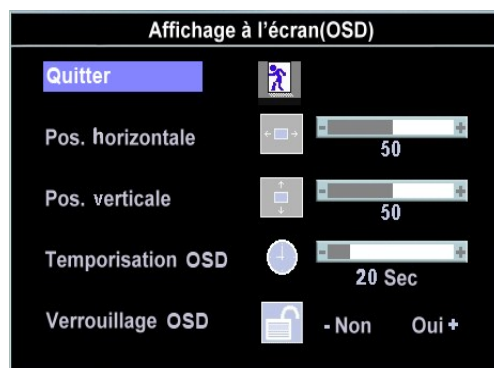 Affichage à l'écran(OSD)
Quitter
Pos. horizontale
- +
50
Pos. verticale
- +
50
Temporisation OSD
- +
20 Sec
Verrouillage OSD - Non Oui +